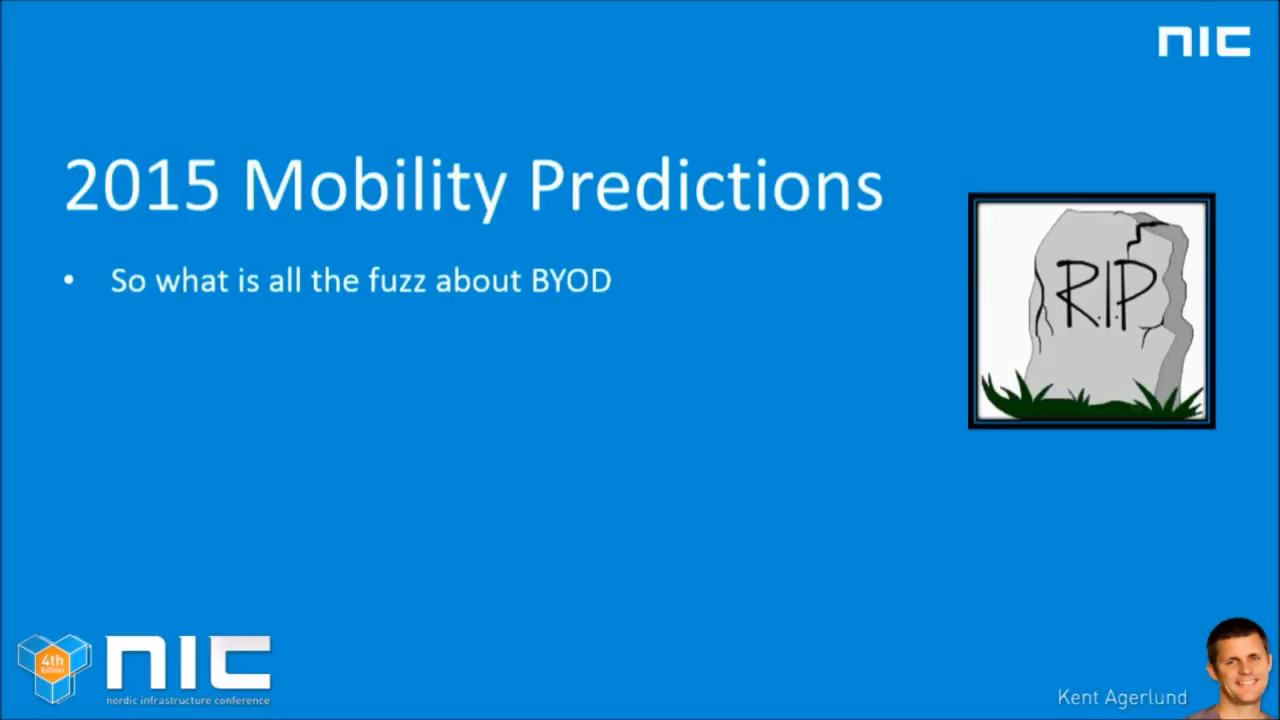 NIC
2015 Mobility Predictions
• So what is all the fuzz about BYOD
R.I.P
4th
Edition
NIC
nordic infrastructure conference
Kent Agerlund